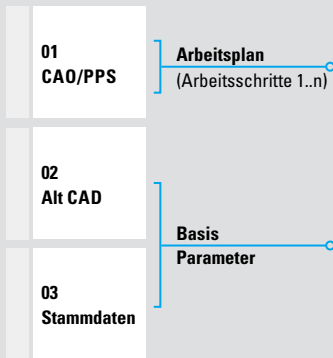 01
CAO/PPS
Arbeitsplan
(Arbeitsschritte 1..n)
02
Alt CAD
Basis
Parameter
03
Stammdaten